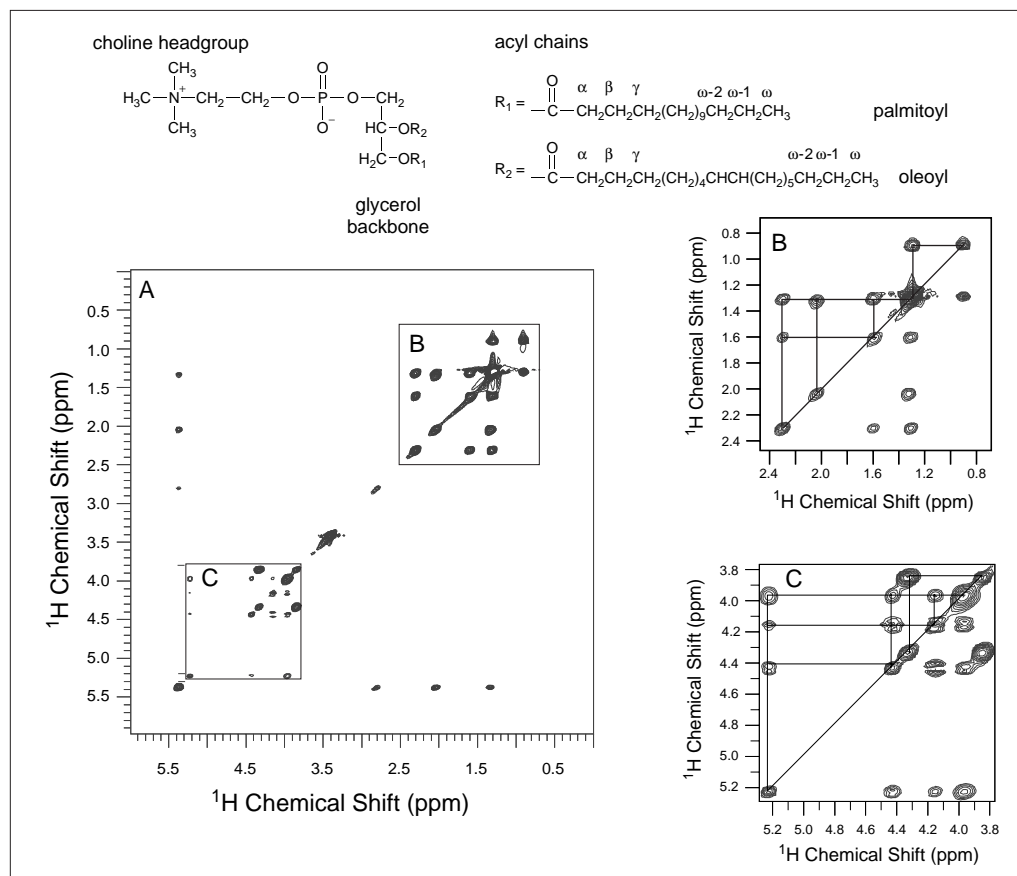 choline headgroup
acyl chains
CH3
H3C—N+—CH2—CH2—O—P—O—CH2
CH3
O
O−
HC—OR2
H2C—OR1
glycerol
backbone
O
α β γ ω-2 ω-1 ω
R1 = —C—CH2CH2CH2(CH2)9CH2CH2CH3 palmitoyl
O
α β γ ω-2 ω-1 ω
R2 = —C—CH2CH2CH2(CH2)4CHCH(CH2)5CH2CH2CH3 oleoyl
A
B
C
0.5
1.0
1.5
2.0
2.5
3.0
3.5
4.0
4.5
5.0
5.5
1H Chemical Shift (ppm)
5.5 4.5 3.5 2.5 1.5 0.5
1H Chemical Shift (ppm)
B
0.8
1.0
1.2
1.4
1.6
1.8
2.0
2.2
2.4
1H Chemical Shift (ppm)
2.4 2.0 1.6 1.2 0.8
1H Chemical Shift (ppm)
C
3.8
4.0
4.2
4.4
4.6
4.8
5.0
5.2
1H Chemical Shift (ppm)
5.2 5.0 4.8 4.6 4.4 4.2 4.0 3.8
1H Chemical Shift (ppm)